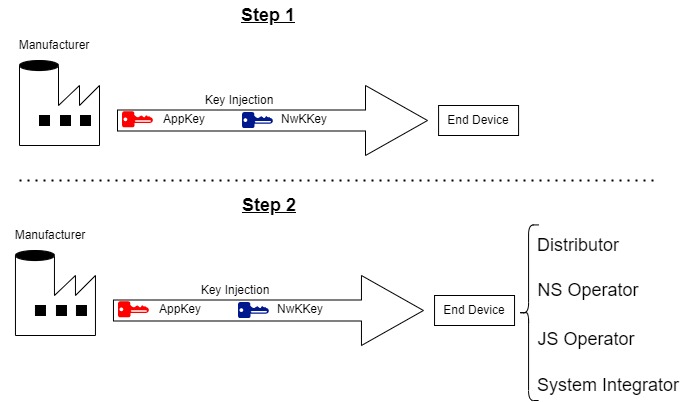 Step 1
Manufacturer
Key Injection
AppKey
NwKKey
End Device
Step 2
Manufacturer
Key Injection
AppKey
NwKKey
End Device
Distributor
NS Operator
JS Operator
System Integrator